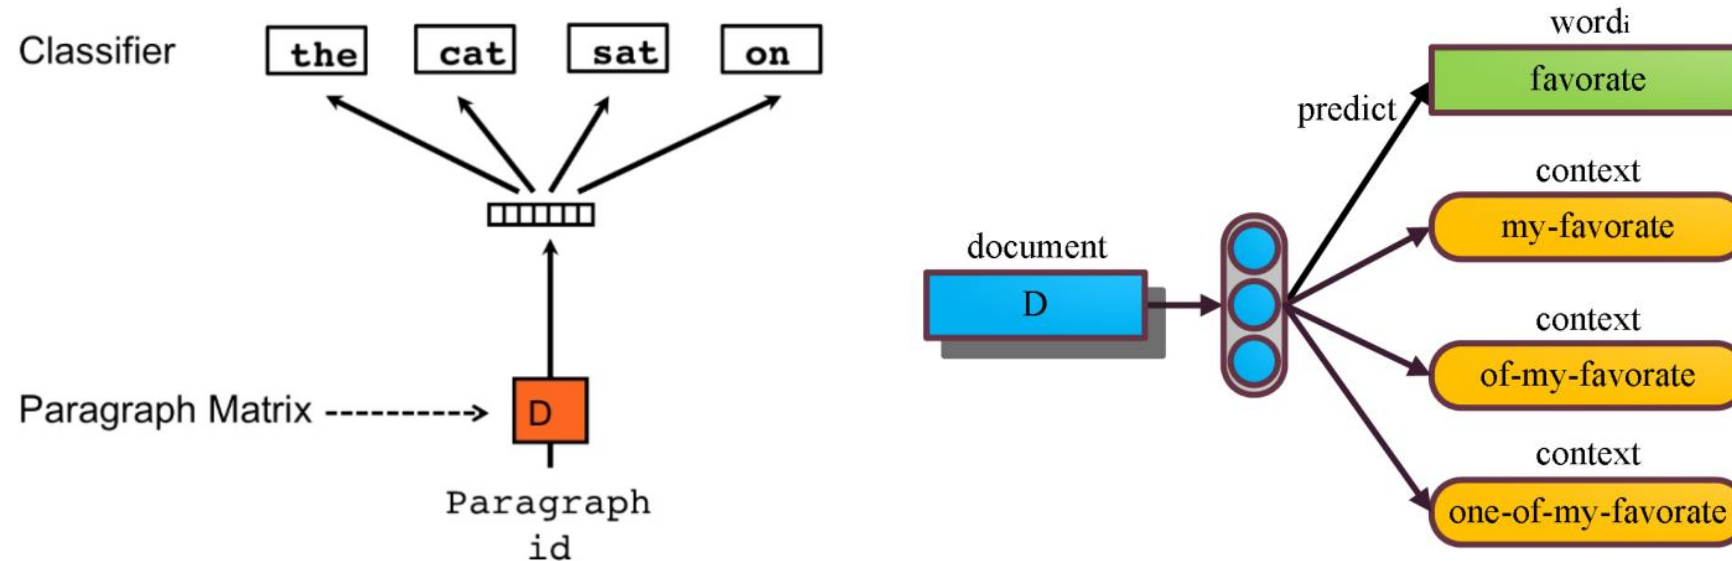 Classifier
the
cat
sat
on
Paragraph Matrix
D
Paragraph
id
document
D
predict
wordi
favorate
context
my-favorate
context
of-my-favorate
context
one-of-my-favorate